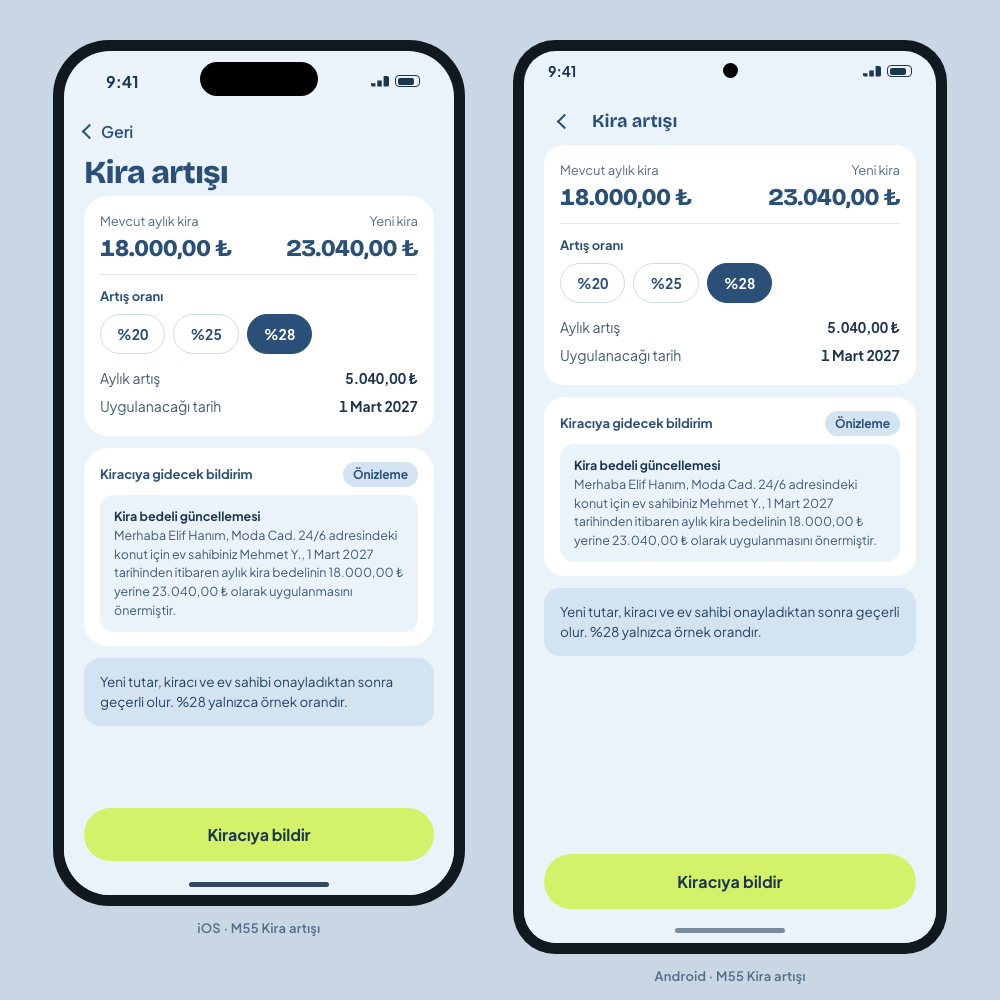 9:41
Geri
Kira artışı
Mevcut aylık kira
Yeni kira
18.000,00 ₺
23.040,00 ₺
Artış oranı
%20
%25
%28
Aylık artış
5.040,00 ₺
Uygulanacağı tarih
1 Mart 2027
Kiracıya gidecek bildirim
Önizleme
Kira bedeli güncellemesi
Merhaba Elif Hanım, Moda Cad. 24/6 adresindeki
konut için ev sahibiniz Mehmet Y., 1 Mart 2027
tarihinden itibaren aylık kira bedelinin 18.000,00 ₺
yerine 23.040,00 ₺ olarak uygulanmasını
önermiştir.
Yeni tutar, kiracı ve ev sahibi onayladıktan sonra
geçerli olur. %28 yalnızca örnek orandır.
Kiracıya bildir
iOS · M55 Kira artışı
9:41
Kira artışı
Mevcut aylık kira
Yeni kira
18.000,00 ₺
23.040,00 ₺
Artış oranı
%20
%25
%28
Aylık artış
5.040,00 ₺
Uygulanacağı tarih
1 Mart 2027
Kiracıya gidecek bildirim
Önizleme
Kira bedeli güncellemesi
Merhaba Elif Hanım, Moda Cad. 24/6 adresindeki
konut için ev sahibiniz Mehmet Y., 1 Mart 2027
tarihinden itibaren aylık kira bedelinin 18.000,00 ₺
yerine 23.040,00 ₺ olarak uygulanmasını önermiştir.
Yeni tutar, kiracı ve ev sahibi onayladıktan sonra geçerli
olur. %28 yalnızca örnek orandır.
Kiracıya bildir
Android · M55 Kira artışı